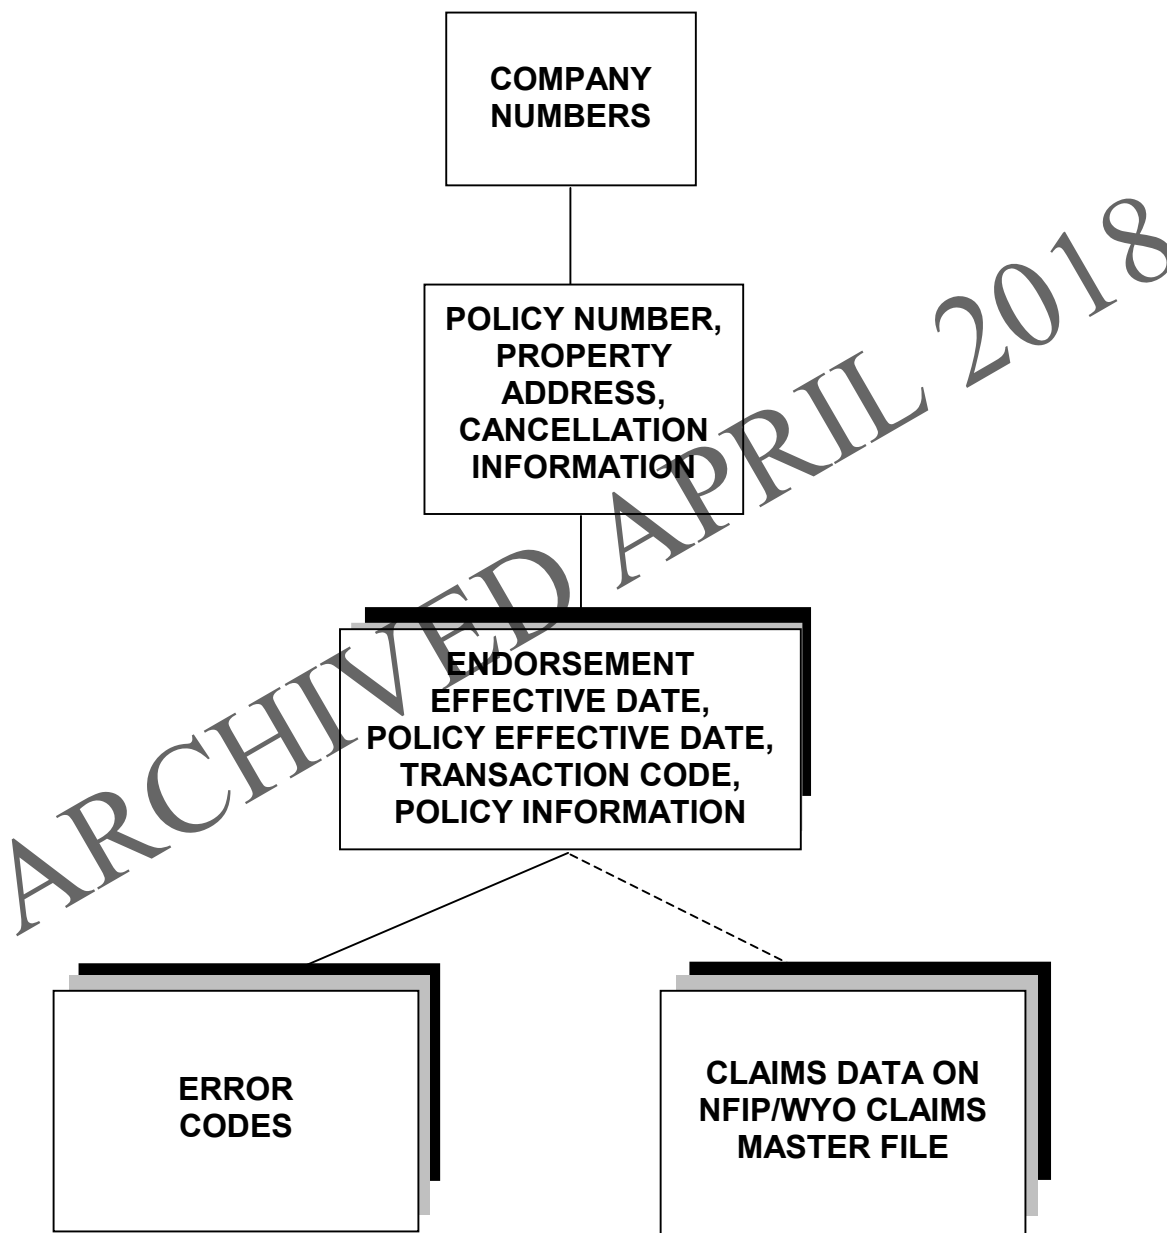 COMPANY
NUMBERS
POLICY NUMBER,
PROPERTY
ADDRESS,
CANCELLATION
INFORMATION
ARCHIVED APRIL 2018
ENDORSEMENT
EFFECTIVE DATE,
POLICY EFFECTIVE DATE,
TRANSACTION CODE,
POLICY INFORMATION
ERROR
CODES
CLAIMS DATA ON
NFIP/WYO CLAIMS
MASTER FILE